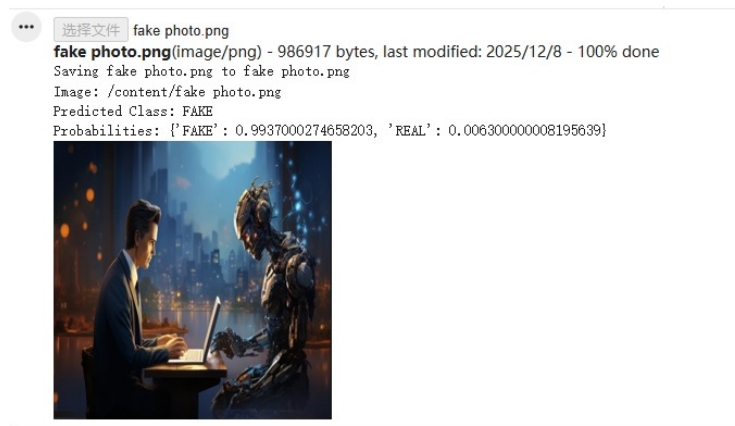 选择文件 fake photo.png
fake photo.png(image/png) - 986917 bytes, last modified: 2025/12/8 - 100% done
Saving fake photo.png to fake photo.png
Image: /content/fake photo.png
Predicted Class: FAKE
Probabilities: {'FAKE': 0.9937000274658203, 'REAL': 0.006300000008195639}